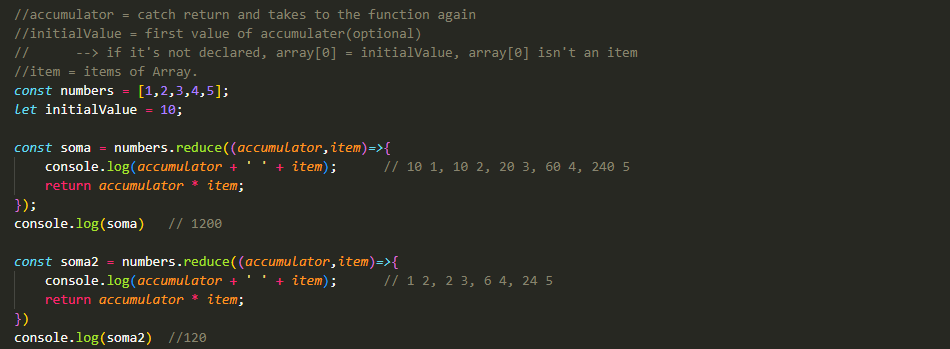 //accumulator = catch return and takes to the function again
//initialValue = first value of accumulater(optional)
//      --> if it's not declared, array[0] = initialValue, array[0] isn't an item
//item = items of Array.
const numbers = [1,2,3,4,5];
let initialValue = 10;
const soma = numbers.reduce((accumulator,item)=>{
    console.log(accumulator + ' ' + item);      // 10 1, 10 2, 20 3, 60 4, 240 5
    return accumulator * item;
});
console.log(soma)   // 1200
const soma2 = numbers.reduce((accumulator,item)=>{
    console.log(accumulator + ' ' + item);      // 1 2, 2 3, 6 4, 24 5
    return accumulator * item;
})
console.log(soma2)  //120